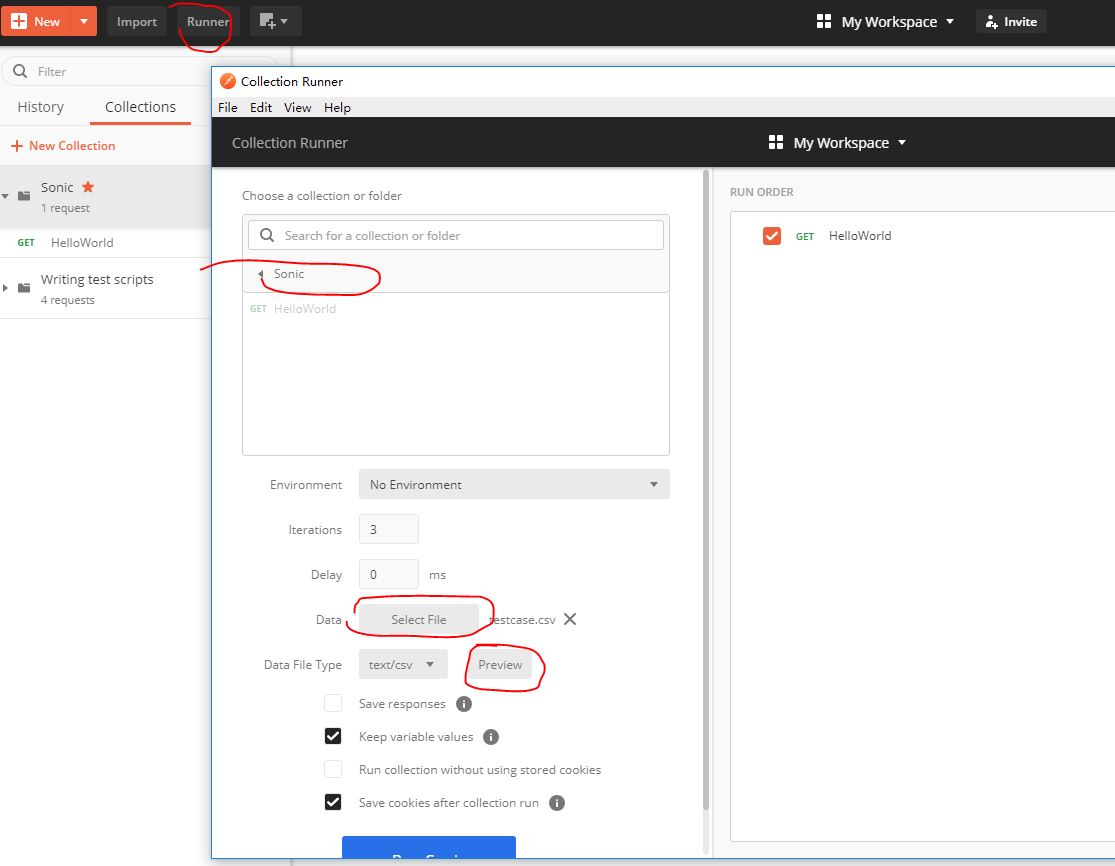 New
Import
Runner
My Workspace
Invite
Filter
History
Collections
New Collection
Sonic
1 request
GET HelloWorld
Writing test scripts
4 requests
Collection Runner
File Edit View Help
Collection Runner
My Workspace
Choose a collection or folder
Search for a collection or folder
Sonic
GET HelloWorld
Environment No Environment
Iterations 3
Delay 0 ms
Data Select File testcase.csv
Data File Type text/csv Preview
Save responses
Keep variable values
Run collection without using stored cookies
Save cookies after collection run
RUN ORDER
GET HelloWorld